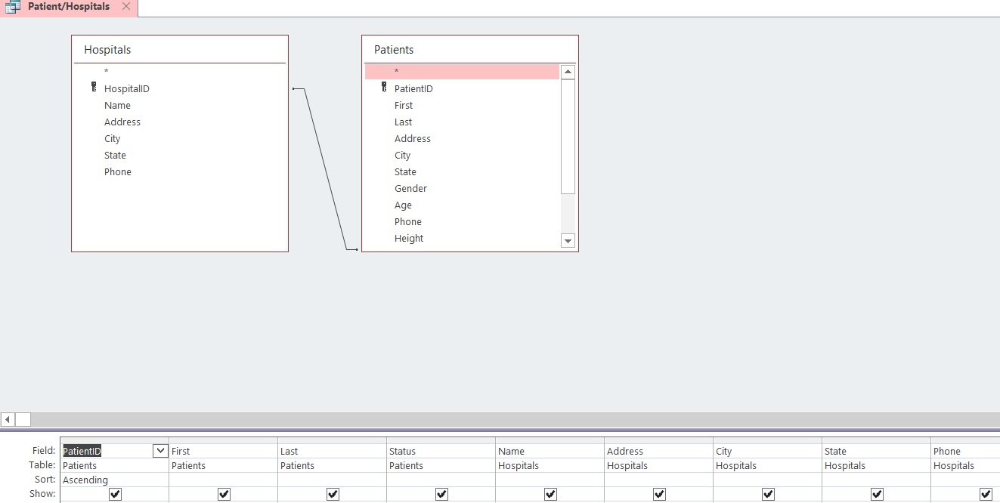 Patient/Hospitals
Hospitals
*
HospitalID
Name
Address
City
State
Phone
Patients
*
PatientID
First
Last
Address
City
State
Gender
Age
Phone
Height
Field: PatientID First Last Status Name Address City State Phone
Table: Patients Patients Patients Patients Hospitals Hospitals Hospitals Hospitals Hospitals
Sort: Ascending
Show: